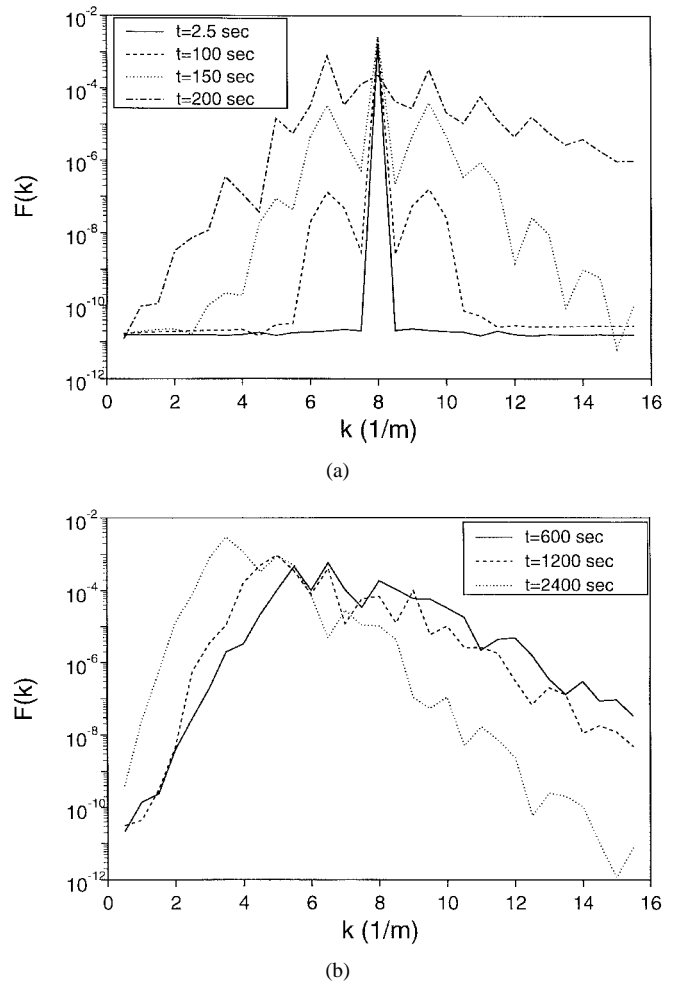 t=2.5 sec
t=100 sec
t=150 sec
t=200 sec
10^-2
10^-4
10^-6
10^-8
10^-10
10^-12
F(k)
0 2 4 6 8 10 12 14 16
k (1/m)
(a)
t=600 sec
t=1200 sec
t=2400 sec
10^-2
10^-4
10^-6
10^-8
10^-10
10^-12
F(k)
0 2 4 6 8 10 12 14 16
k (1/m)
(b)